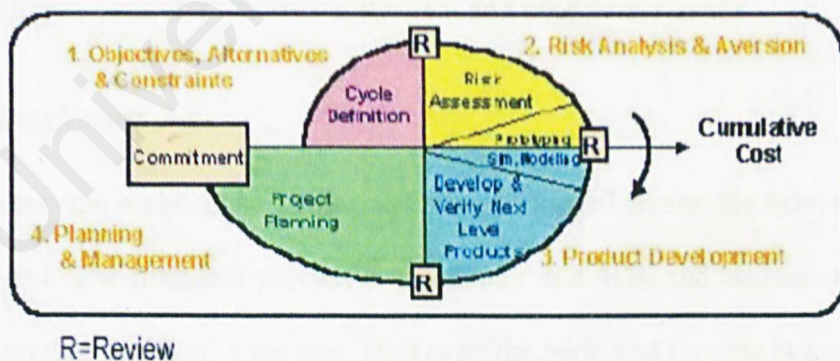 1. Objectives, Alternatives
& Constraints
R
2. Risk Analysis & Aversion
Cycle
Definition
Risk
Assessment
Prototyping
Sim. Modelling
R
Cumulative
Cost
Commitment
Project
Planning
Develop &
Verify Next
Level
Products
4. Planning
& Management
3. Product Development
R
R=Review
Univer